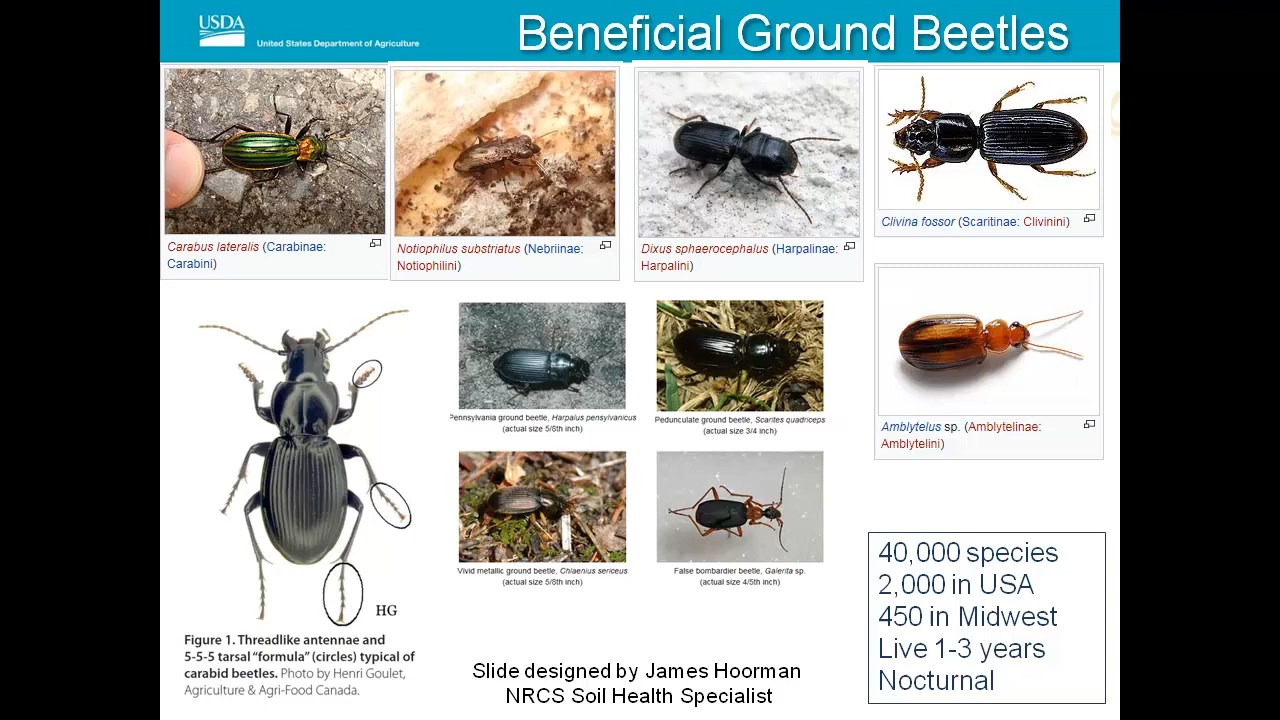 USDA
United States Department of Agriculture
Beneficial Ground Beetles
Carabus lateralis (Carabinae:
Carabini)
Notiophilus substriatus (Nebriinae:
Notiophilini)
Dixus sphaerocephalus (Harpalinae:
Harpalini)
Clivina fossor (Scaritinae: Clivinini)
Amblytelus sp. (Amblytelinae:
Amblytelini)
Pennsylvania ground beetle, Harpalus pensylvanicus
(actual size 5/8th inch)
Pedunculate ground beetle, Scarites quadriceps
(actual size 3/4 inch)
Vivid metallic ground beetle, Chlaenius sericeus
(actual size 5/8th inch)
False bombardier beetle, Galerita sp.
(actual size 4/5th inch)
HG
Figure 1. Threadlike antennae and
5-5-5 tarsal “formula” (circles) typical of
carabid beetles. Photo by Henri Goulet,
Agriculture & Agri-Food Canada.
Slide designed by James Hoorman
NRCS Soil Health Specialist
40,000 species
2,000 in USA
450 in Midwest
Live 1-3 years
Nocturnal